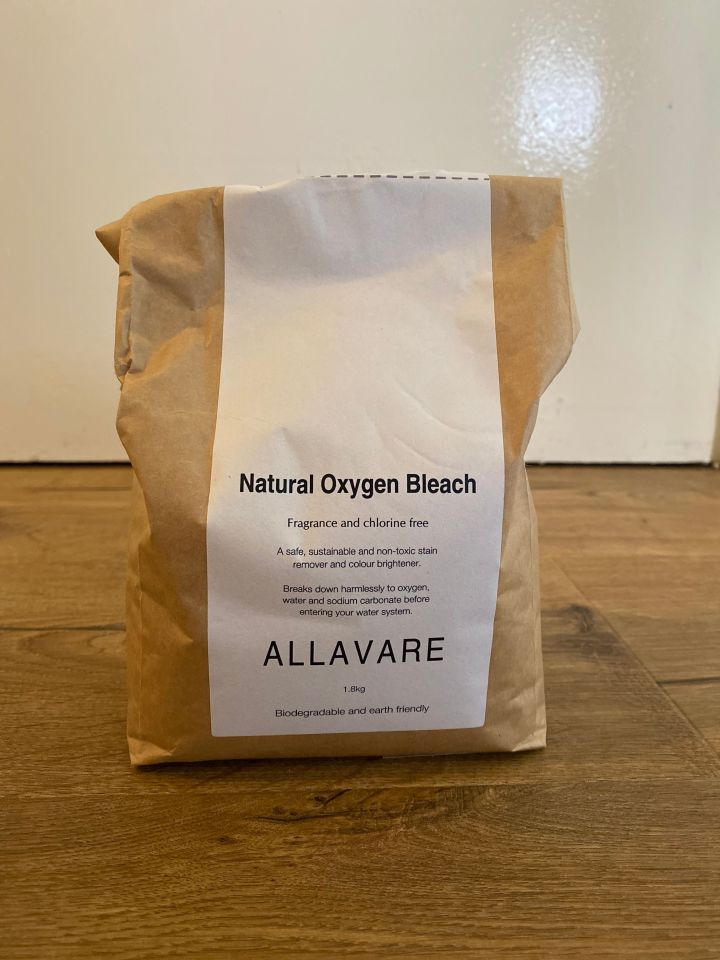 Natural Oxygen Bleach
Fragrance and chlorine free
A safe, sustainable and non-toxic stain
remover and colour brightener.
Breaks down harmlessly to oxygen,
water and sodium carbonate before
entering your water system.
ALLAVARE
1.8kg
Biodegradable and earth friendly